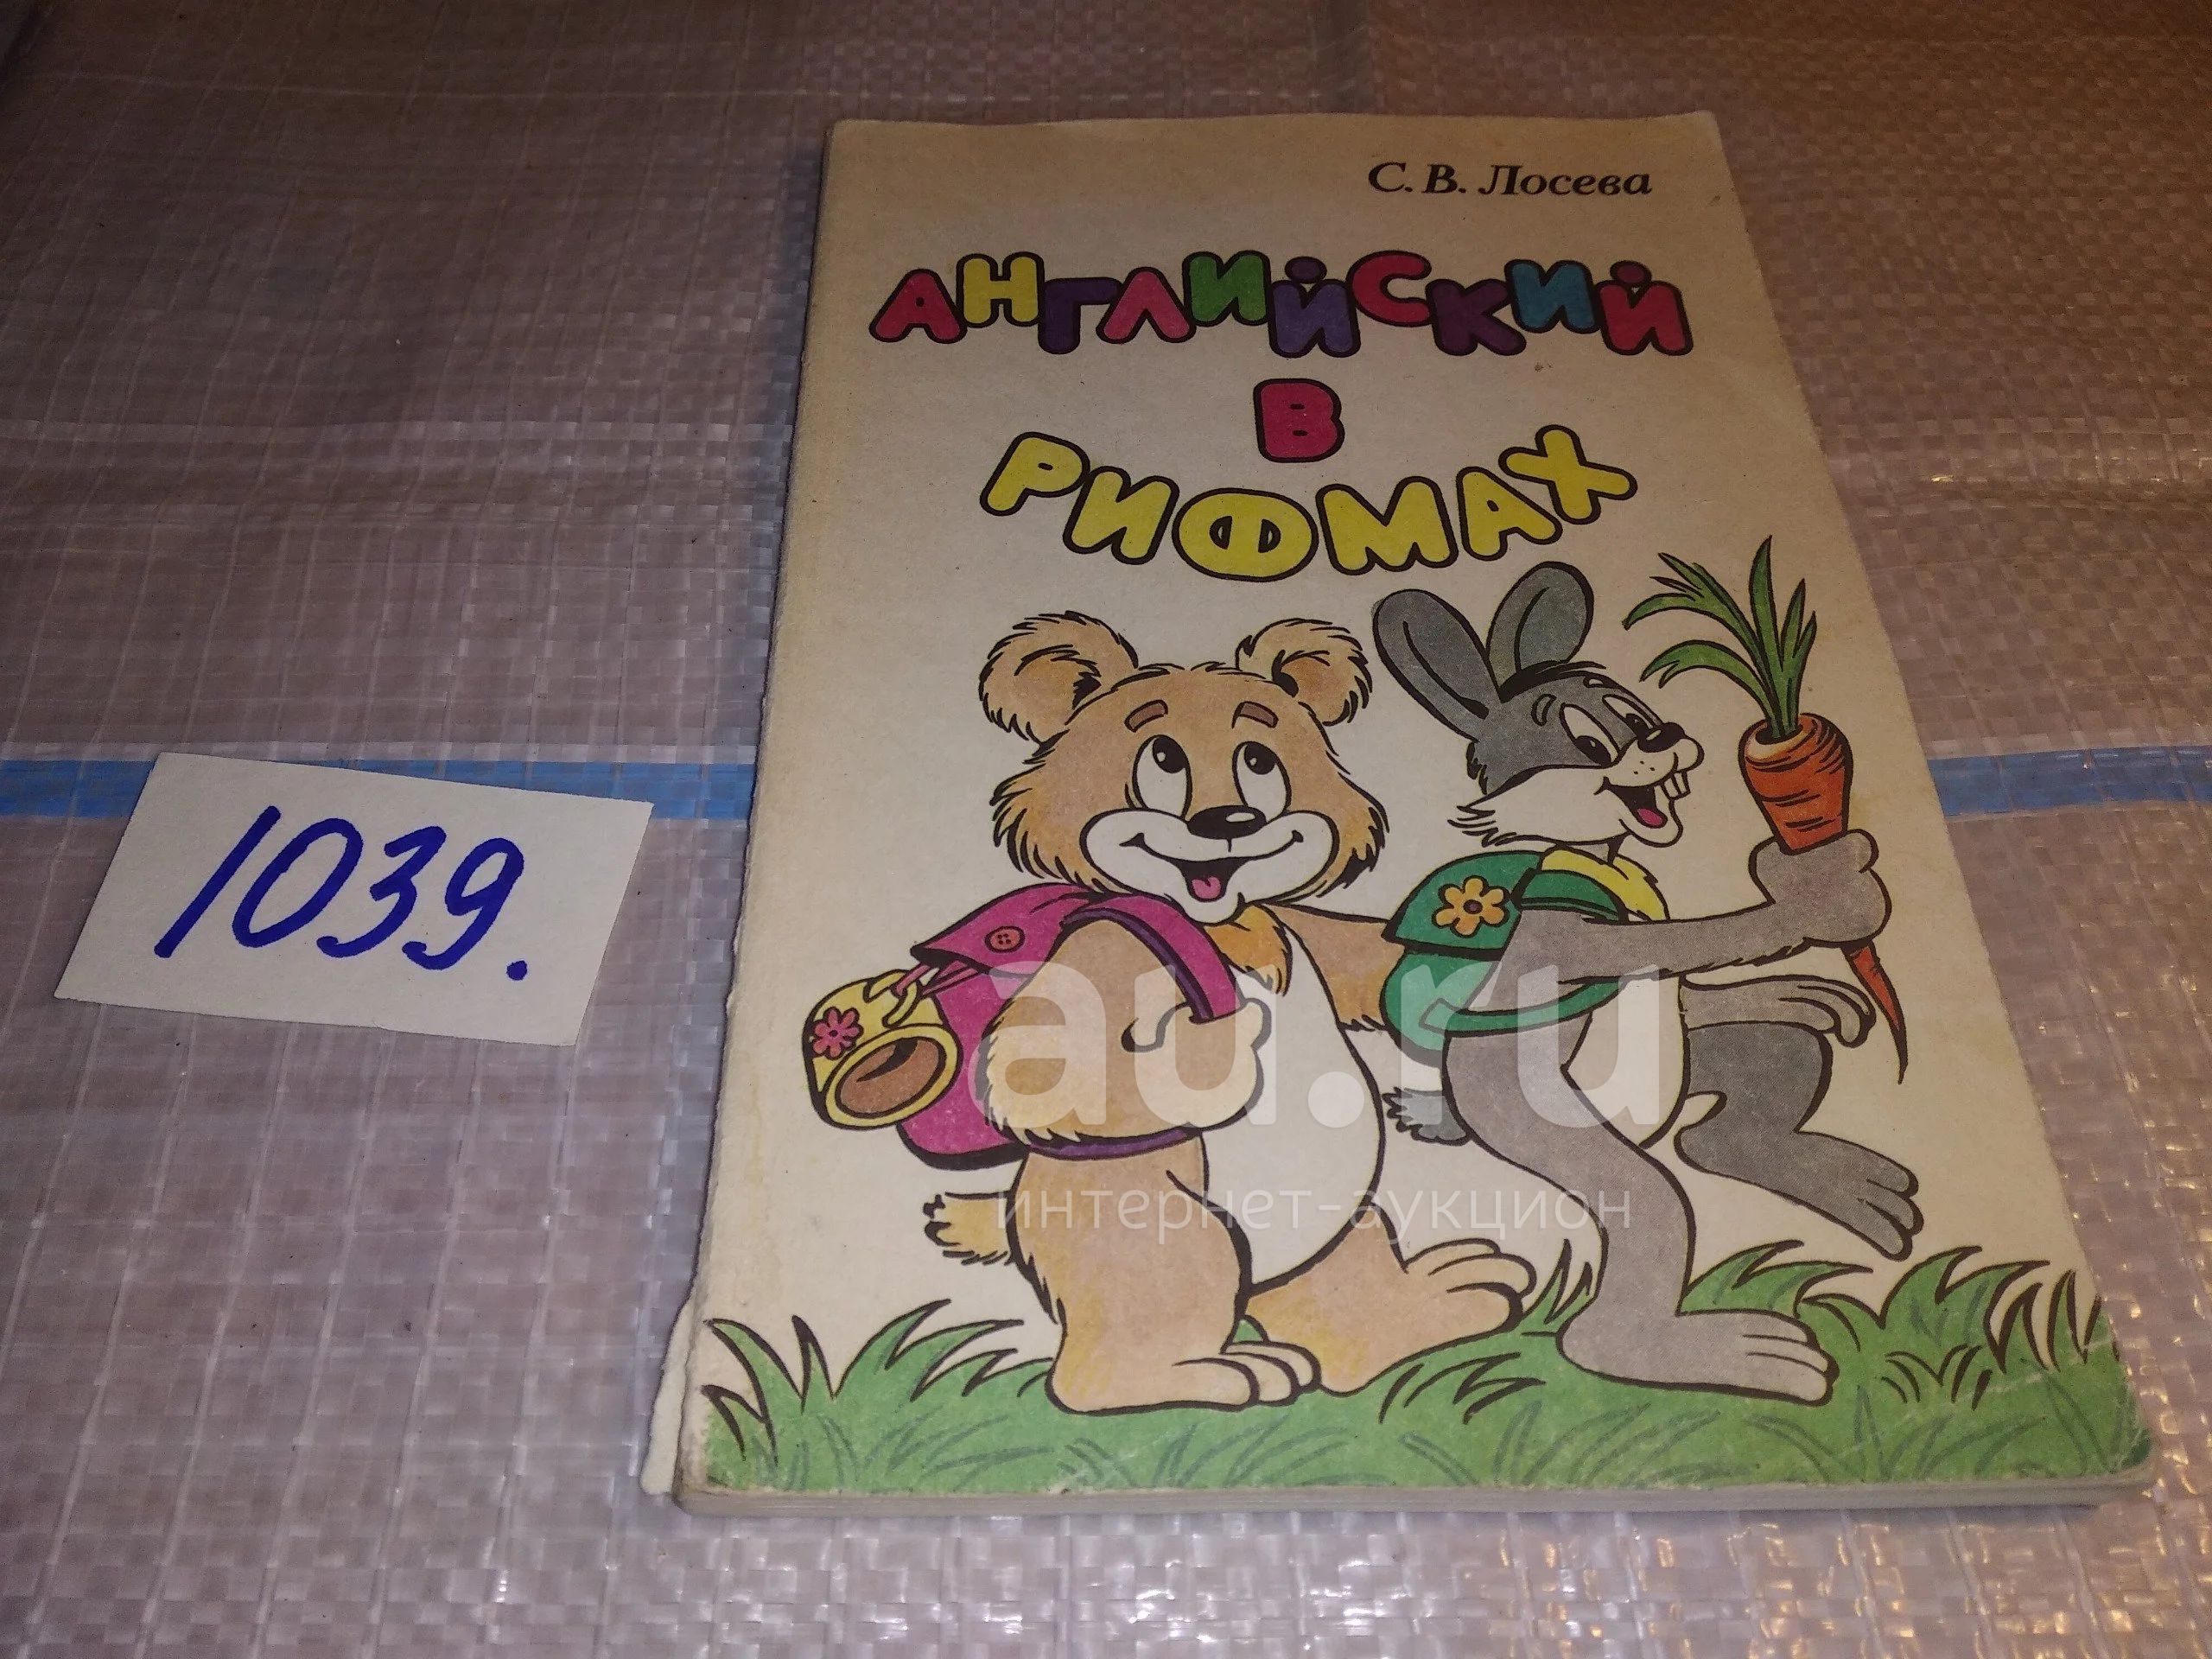 С. В. Лосева
АНГЛИЙСКИЙ
В
РИФМАХ
1039.
au.ru
интернет-аукцион